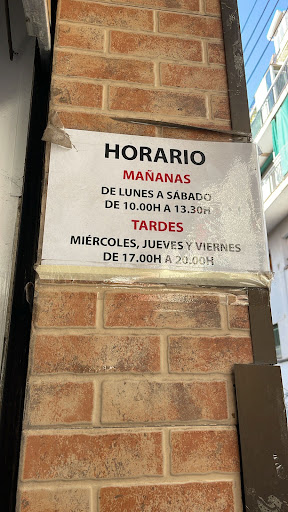 HORARIO
MAÑANAS
DE LUNES A SÁBADO
DE 10.00H A 13.30H
TARDES
MIÉRCOLES, JUEVES Y VIERNES
DE 17.00H A 20.00H